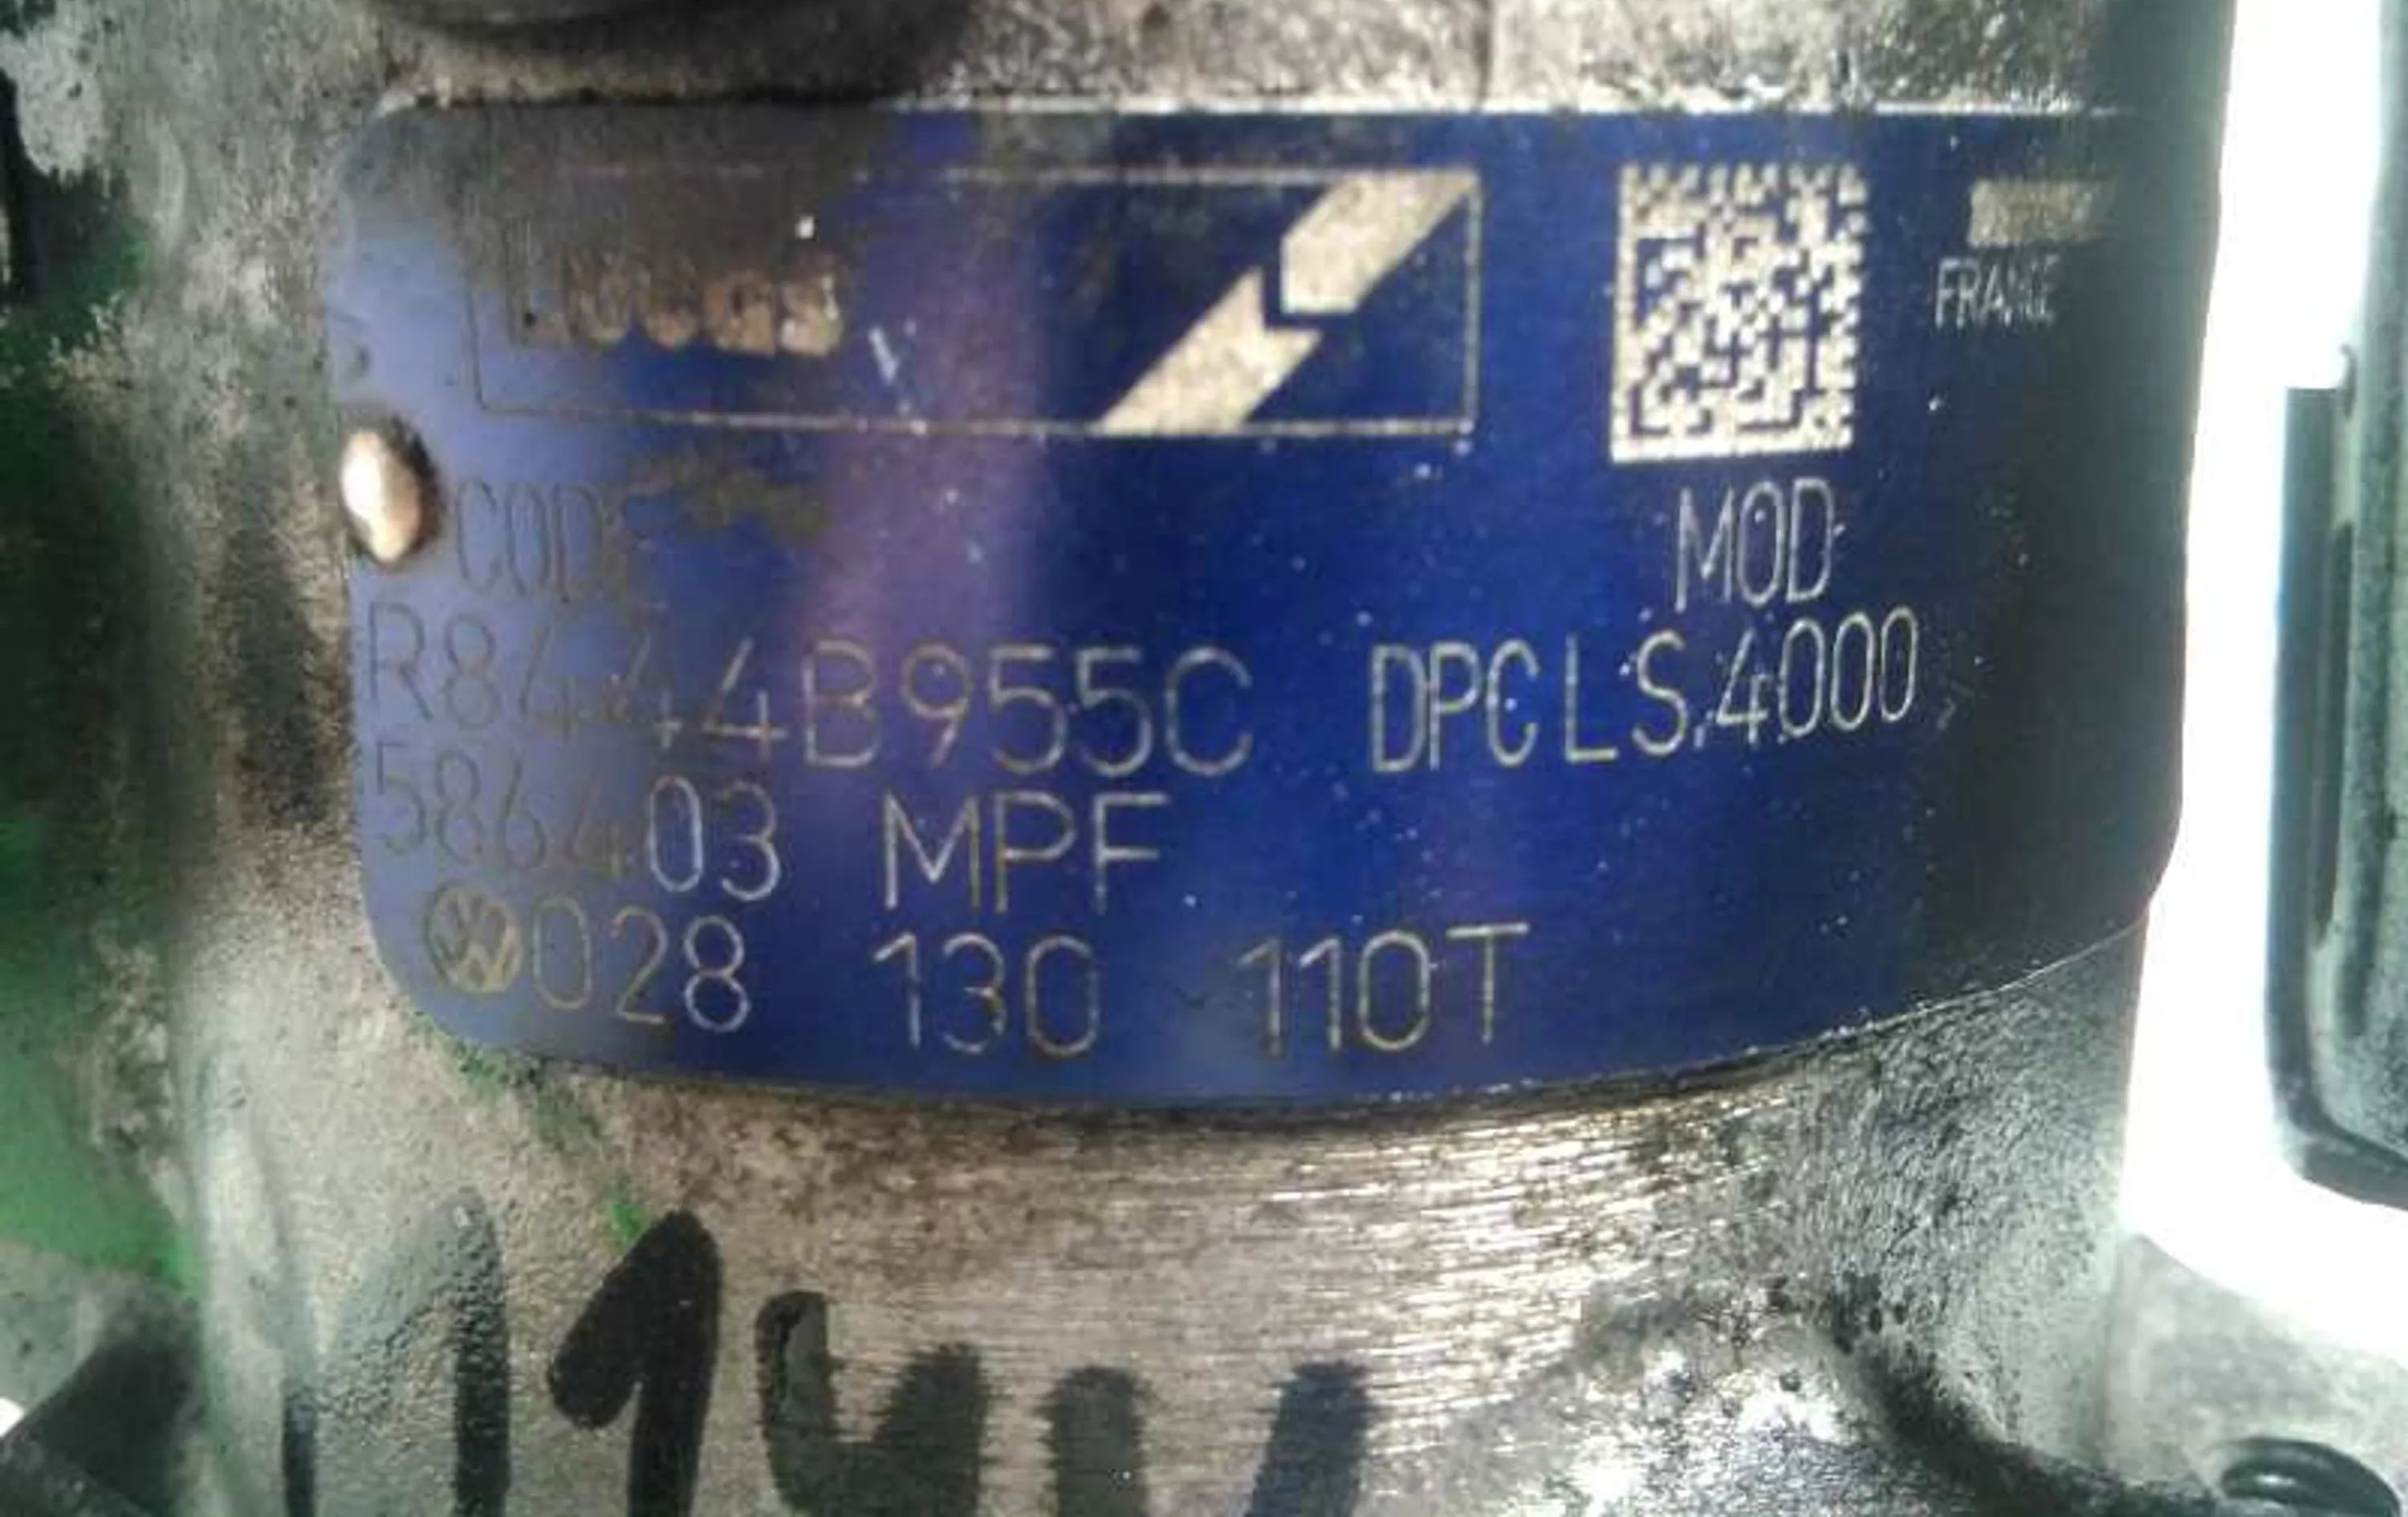 Lucas
FRANCE
CODE
MOD
R8444B955C DPCLS.4000
586403 MPF
028 130 110T